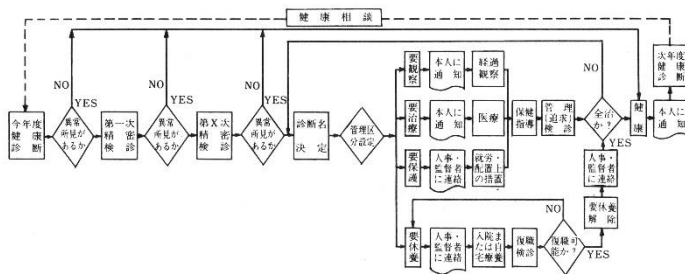 健康相談
NO
NO
NO
YES
YES
YES
今年度
健康
診断
異常
所見が
あるか
第一次
精密
検診
異常
所見が
あるか
第X次
精密
検診
異常
所見が
あるか
診断名
決定
管理区
分設定
要観察
本人に
通知
経過
観察
要治療
本人に
通知
医療
要保護
人事・
監督者
に連絡
就労・
配置上
の措置
要休養
人事・
監督者
に連絡
入院ま
たは自
宅療養
復職
検診
復職可
能か?
NO
YES
要休養
解除
人事・
監督者
に連絡
保健
指導
管理
(追求)
検診
全治
か?
NO
YES
健康
本人に
通知
次年度
健康
診断